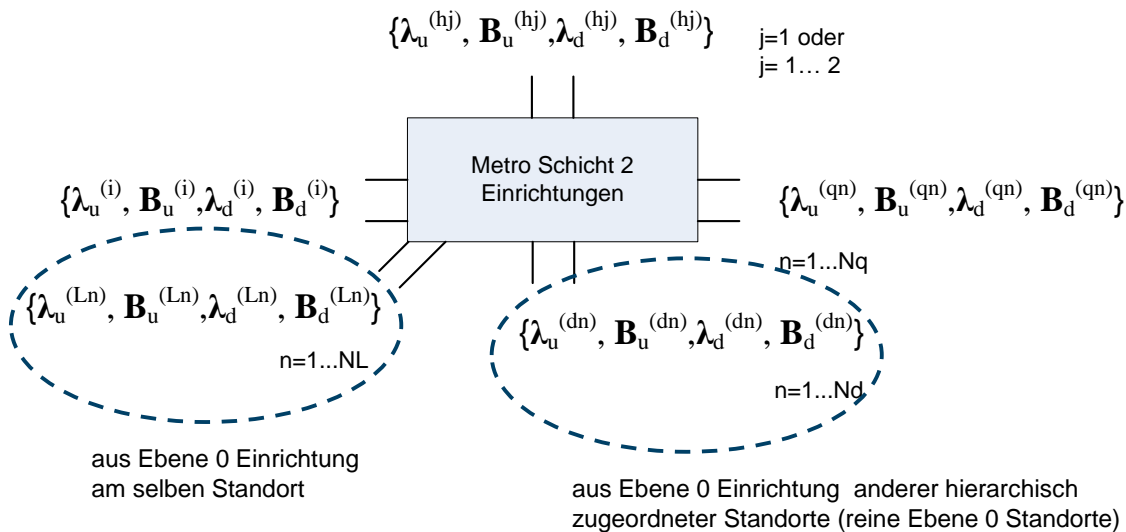 {λu(hj), Bu(hj),λd(hj), Bd(hj)}
j=1 oder
j= 1… 2
Metro Schicht 2
Einrichtungen
{λu(i), Bu(i),λd(i), Bd(i)}
{λu(qn), Bu(qn),λd(qn), Bd(qn)}
n=1...Nq
{λu(Ln), Bu(Ln),λd(Ln), Bd(Ln)}
n=1...NL
{λu(dn), Bu(dn),λd(dn), Bd(dn)}
n=1...Nd
aus Ebene 0 Einrichtung
am selben Standort
aus Ebene 0 Einrichtung anderer hierarchisch
zugeordneter Standorte (reine Ebene 0 Standorte)